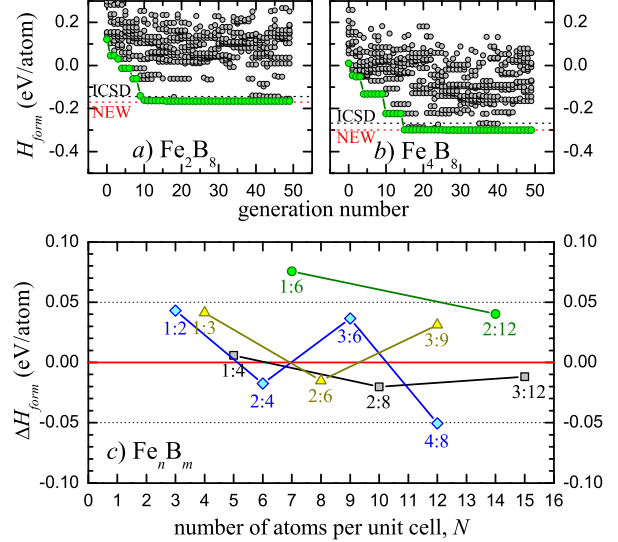 0.2
0.0
-0.2
-0.4
H_form (eV/atom)
ICSD
NEW
a) Fe₂B₈
0 10 20 30 40 50
ICSD
NEW
b) Fe₄B₈
0 10 20 30 40 50
0.2
0.0
-0.2
-0.4
generation number
0.10 0.10
0.05 0.05
0.00 0.00
-0.05 -0.05
-0.10 -0.10
ΔH_form (eV/atom)
1:6
2:12
1:2 1:3 3:6 3:9
1:4
2:4 2:6 2:8 3:12
4:8
c) FeₙBₘ
0 1 2 3 4 5 6 7 8 9 10 11 12 13 14 15 16
number of atoms per unit cell, N